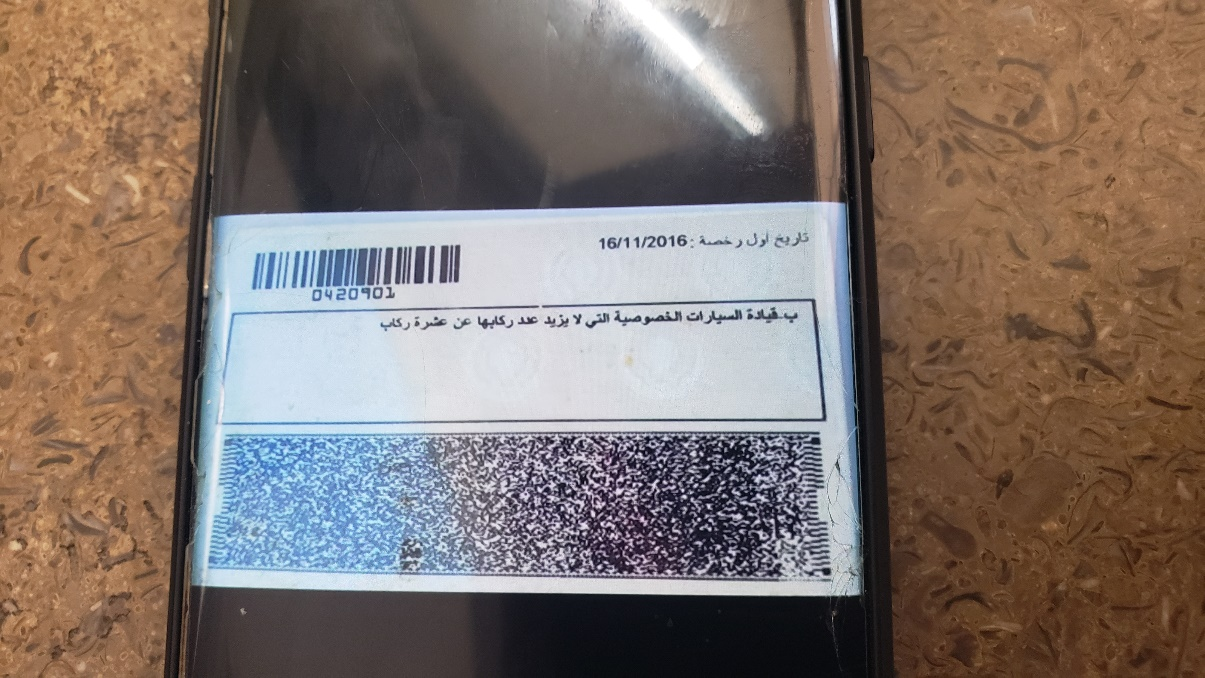 تاريخ أول رخصة : 16/11/2016
0420901
ب-قيادة السيارات الخصوصية التي لا يزيد عدد ركابها عن عشرة ركاب